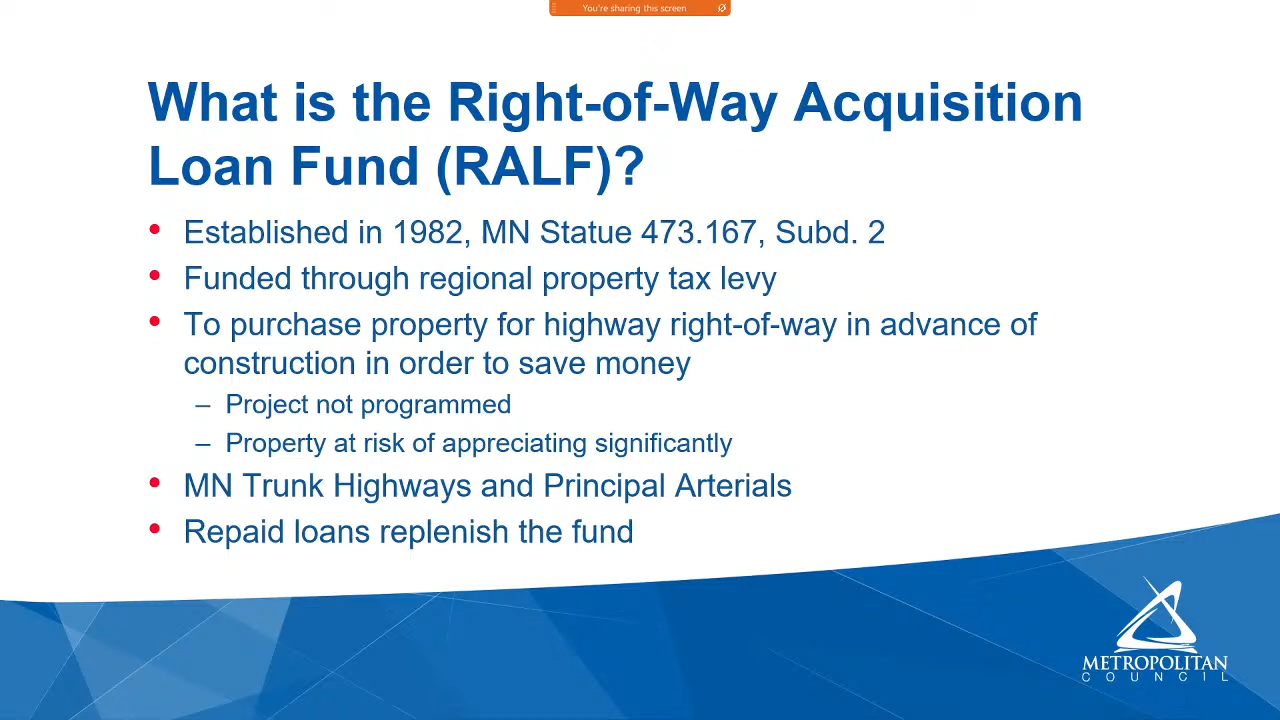 You're sharing this screen
What is the Right-of-Way Acquisition
Loan Fund (RALF)?
• Established in 1982, MN Statue 473.167, Subd. 2
• Funded through regional property tax levy
• To purchase property for highway right-of-way in advance of
construction in order to save money
– Project not programmed
– Property at risk of appreciating significantly
• MN Trunk Highways and Principal Arterials
• Repaid loans replenish the fund
METROPOLITAN
COUNCIL